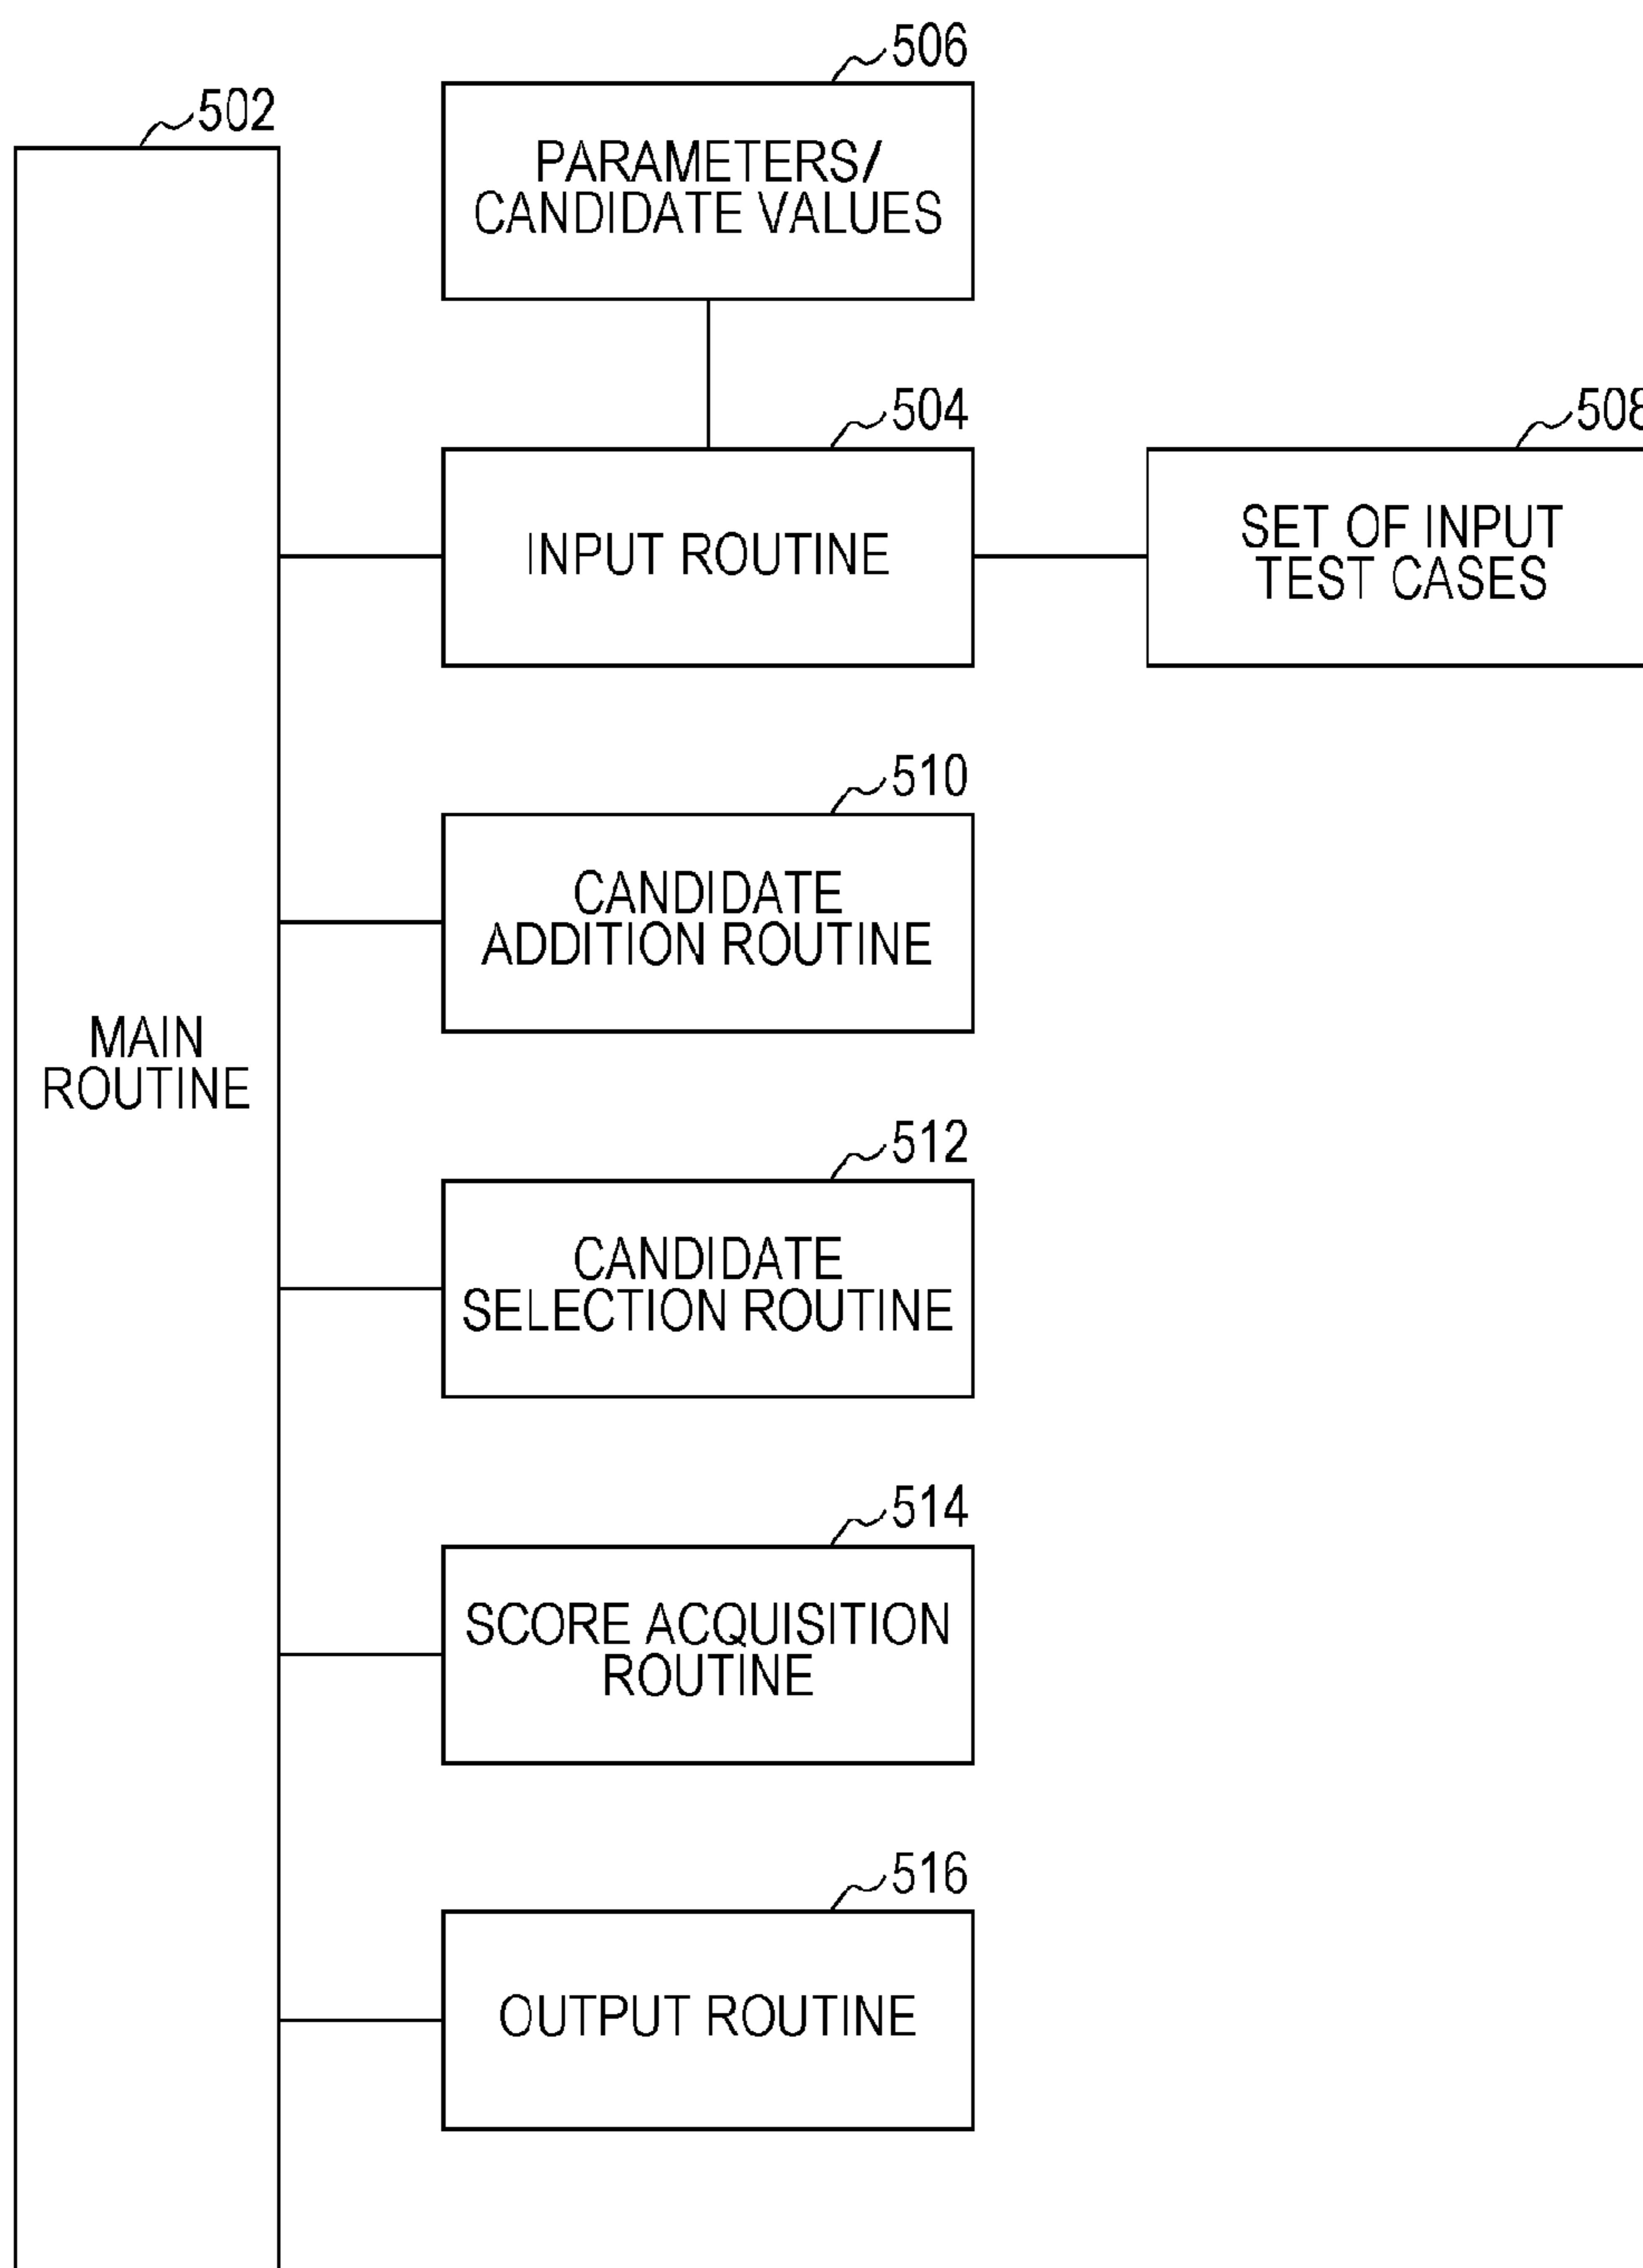 506
502
PARAMETERS/
CANDIDATE VALUES
504
508
INPUT ROUTINE
SET OF INPUT
TEST CASES
510
CANDIDATE
ADDITION ROUTINE
MAIN
ROUTINE
512
CANDIDATE
SELECTION ROUTINE
514
SCORE ACQUISITION
ROUTINE
516
OUTPUT ROUTINE